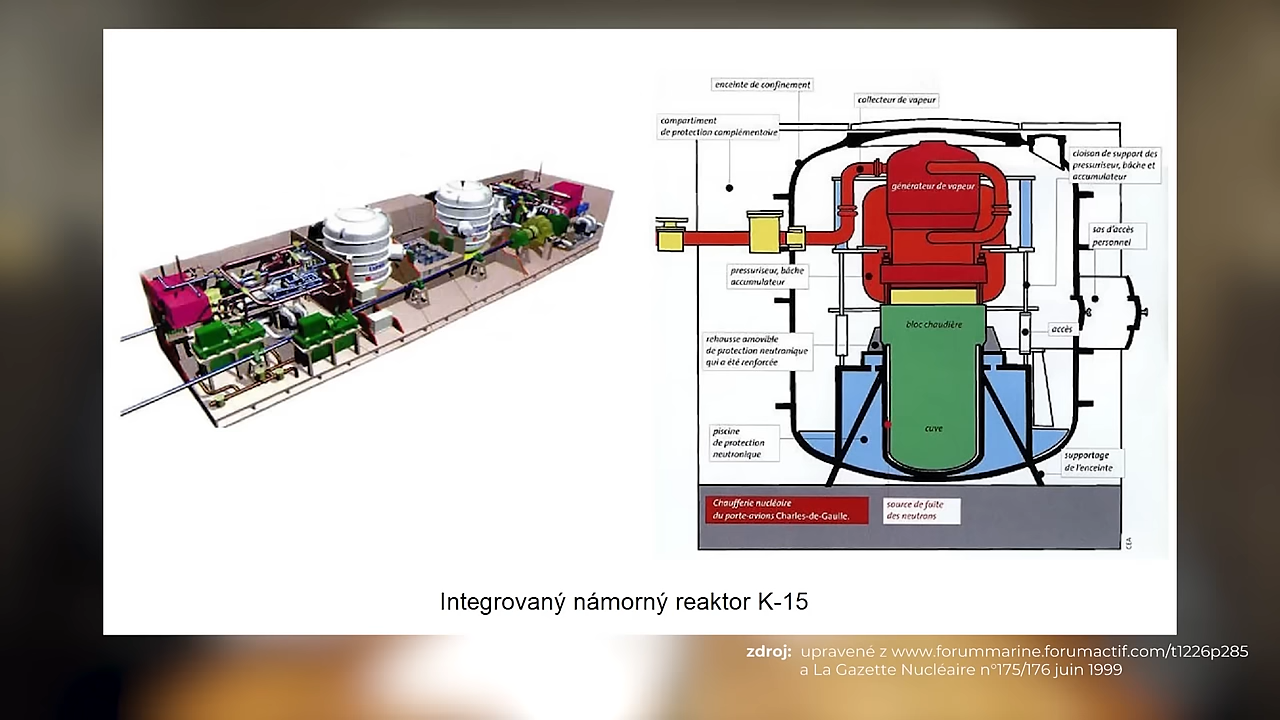 enceinte de confinement
collecteur de vapeur
compartiment
de protection complémentaire
cloison de support des
pressuriseur, bâche et
accumulateur
générateur de vapeur
sas d'accès
personnel
pressuriseur, bâche
accumulateur
bloc chaudière
accès
rehausse amovible
de protection neutronique
qui a été renforcée
cuve
piscine
de protection
neutronique
supportage
de l'enceinte
Chaufferie nucléaire
du porte-avions Charles-de-Gaulle.
source de fuite
des neutrons
CEA
Integrovaný námorný reaktor K-15
zdroj: upravené z www.forummarine.forumactif.com/t1226p285
a La Gazette Nucléaire n°175/176 juin 1999